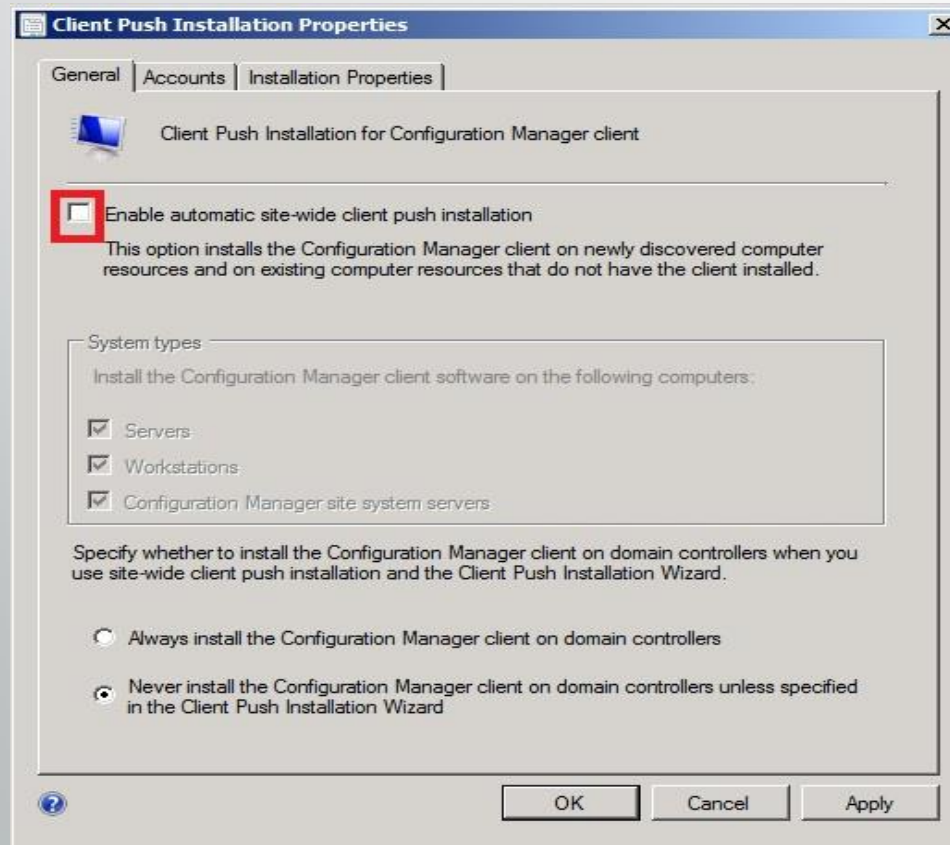 Client Push Installation Properties
General
Accounts
Installation Properties
Client Push Installation for Configuration Manager client
Enable automatic site-wide client push installation
This option installs the Configuration Manager client on newly discovered computer
resources and on existing computer resources that do not have the client installed.
System types
Install the Configuration Manager client software on the following computers:
Servers
Workstations
Configuration Manager site system servers
Specify whether to install the Configuration Manager client on domain controllers when you
use site-wide client push installation and the Client Push Installation Wizard.
Always install the Configuration Manager client on domain controllers
Never install the Configuration Manager client on domain controllers unless specified
in the Client Push Installation Wizard
OK
Cancel
Apply